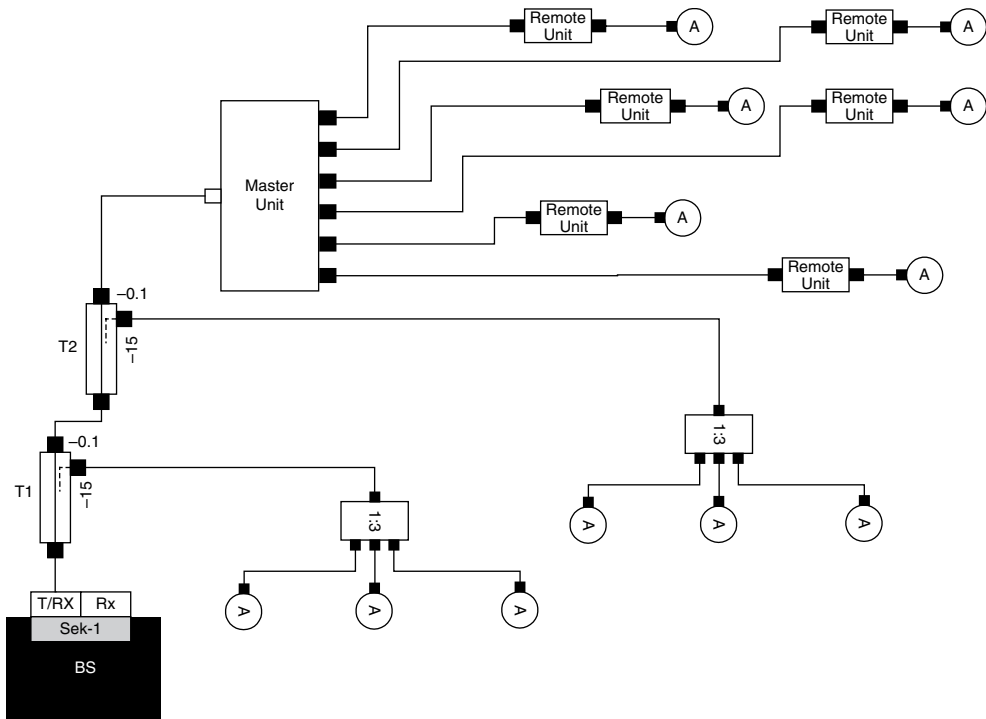 Remote
Unit
A
Remote
Unit
A
Remote
Unit
A
Remote
Unit
A
Master
Unit
Remote
Unit
A
Remote
Unit
A
–0.1
T2
–15
1:3
–0.1
T1
–15
1:3
A
A
A
A
A
A
T/RX
Rx
Sek-1
BS